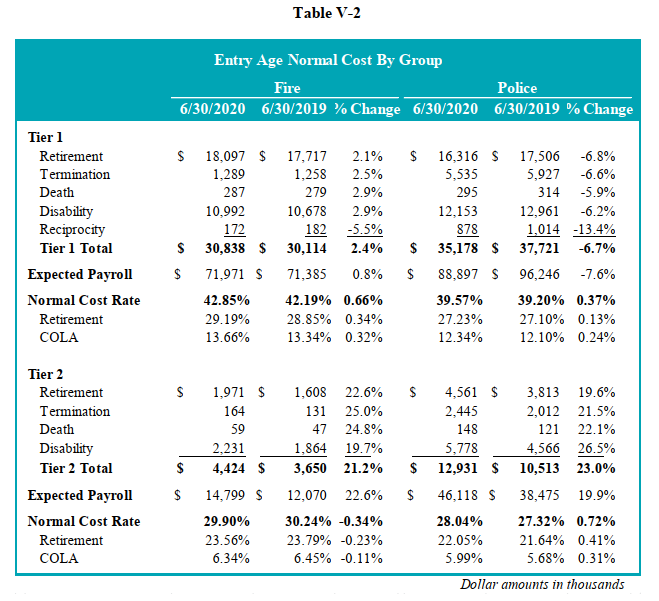 Table V-2
Entry Age Normal Cost By Group
Fire Police
6/30/2020 6/30/2019 % Change 6/30/2020 6/30/2019 % Change
Tier 1
Retirement $ 18,097 $ 17,717 2.1% $ 16,316 $ 17,506 -6.8%
Termination 1,289 1,258 2.5% 5,535 5,927 -6.6%
Death 287 279 2.9% 295 314 -5.9%
Disability 10,992 10,678 2.9% 12,153 12,961 -6.2%
Reciprocity 172 182 -5.5% 878 1,014 -13.4%
Tier 1 Total $ 30,838 $ 30,114 2.4% $ 35,178 $ 37,721 -6.7%
Expected Payroll $ 71,971 $ 71,385 0.8% $ 88,897 $ 96,246 -7.6%
Normal Cost Rate 42.85% 42.19% 0.66% 39.57% 39.20% 0.37%
Retirement 29.19% 28.85% 0.34% 27.23% 27.10% 0.13%
COLA 13.66% 13.34% 0.32% 12.34% 12.10% 0.24%
Tier 2
Retirement $ 1,971 $ 1,608 22.6% $ 4,561 $ 3,813 19.6%
Termination 164 131 25.0% 2,445 2,012 21.5%
Death 59 47 24.8% 148 121 22.1%
Disability 2,231 1,864 19.7% 5,778 4,566 26.5%
Tier 2 Total $ 4,424 $ 3,650 21.2% $ 12,931 $ 10,513 23.0%
Expected Payroll $ 14,799 $ 12,070 22.6% $ 46,118 $ 38,475 19.9%
Normal Cost Rate 29.90% 30.24% -0.34% 28.04% 27.32% 0.72%
Retirement 23.56% 23.79% -0.23% 22.05% 21.64% 0.41%
COLA 6.34% 6.45% -0.11% 5.99% 5.68% 0.31%
Dollar amounts in thousands